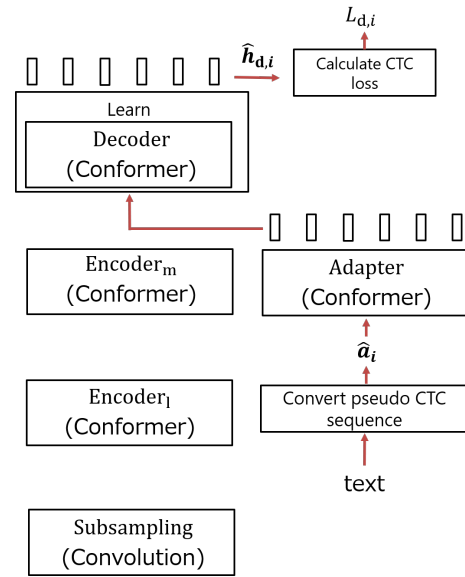 L_{d,i}
ĥ_{d,i}
Calculate CTC
loss
Learn
Decoder
(Conformer)
Encoder_m
(Conformer)
Adapter
(Conformer)
â_i
Encoder_l
(Conformer)
Convert pseudo CTC
sequence
text
Subsampling
(Convolution)